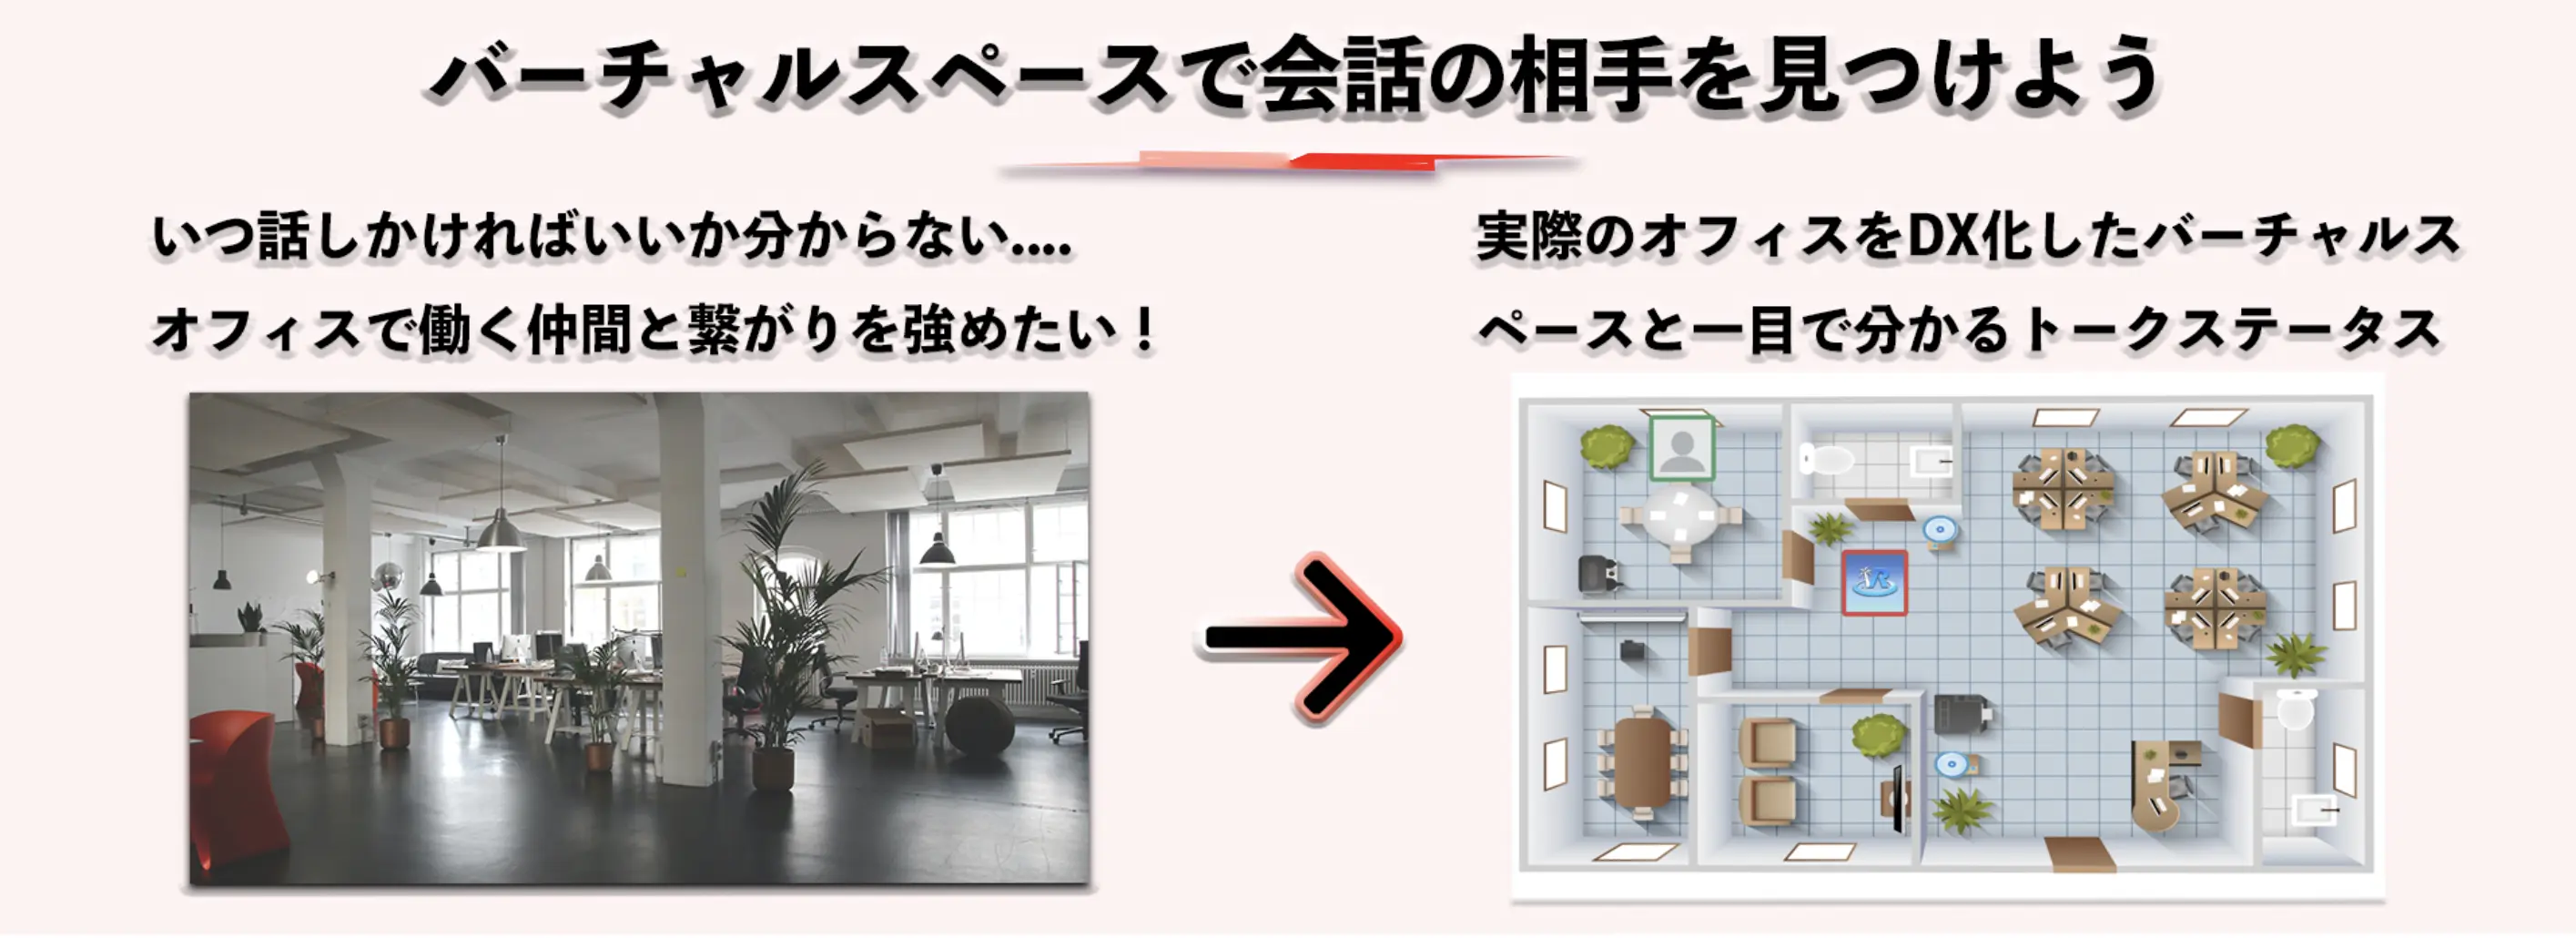 バーチャルスペースで会話の相手を見つけよう
いつ話しかければいいか分からない....
オフィスで働く仲間と繋がりを強めたい！
実際のオフィスをDX化したバーチャルス
ペースと一目で分かるトークステータス